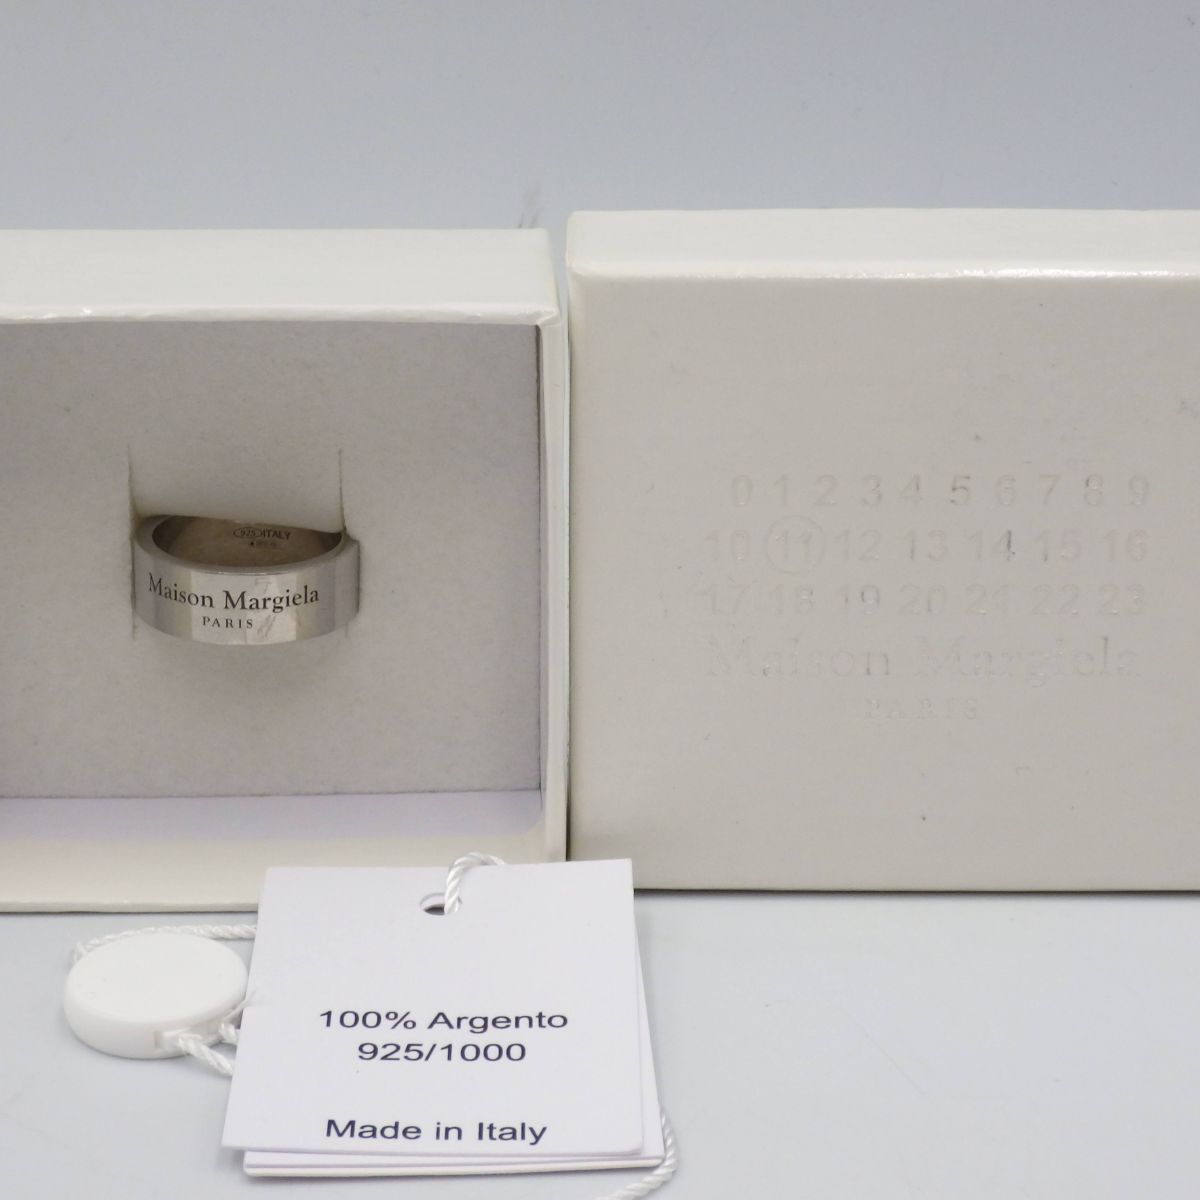 925 ITALY
Maison Margiela
PARIS
0 1 2 3 4 5 6 7 8 9
10 11 12 13 14 15 16
17 18 19 20 21 22 23
Maison Margiela
PARIS
100% Argento
925/1000
Made in Italy